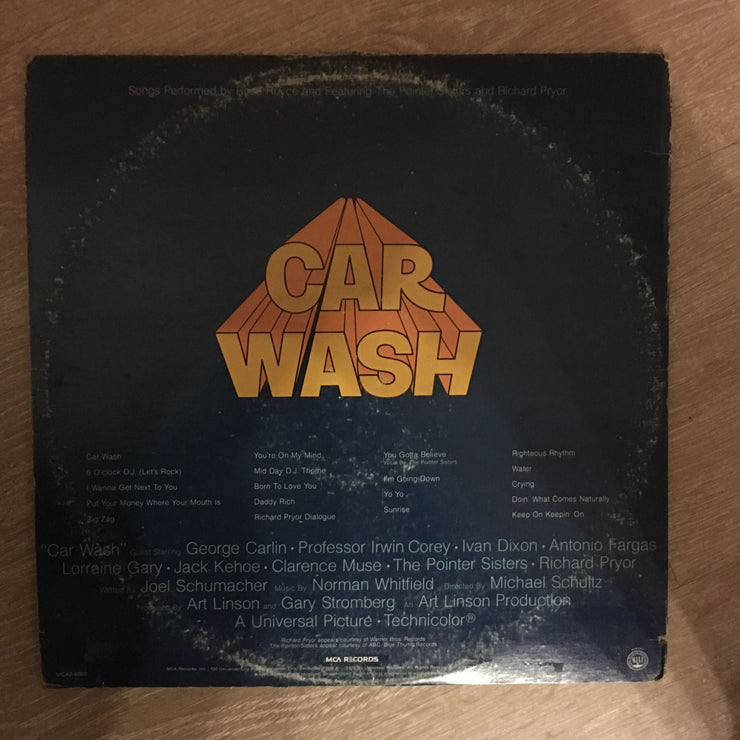 Songs Performed by Rose Royce and Featuring The Pointer Sisters and Richard Pryor
CAR
WASH
Car Wash
6 O'clock D.J. (Let's Rock)
I Wanna Get Next To You
Put Your Money Where Your Mouth Is
Zig Zag
You're On My Mind
Mid Day D.J. Theme
Born To Love You
Daddy Rich
Richard Pryor Dialogue
You Gotta Believe
Vocal By The Pointer Sisters
I'm Going Down
Yo Yo
Sunrise
Righteous Rhythm
Water
Crying
Doin' What Comes Naturally
Keep On Keepin' On
"Car Wash" Guest Starring George Carlin • Professor Irwin Corey • Ivan Dixon • Antonio Fargas
Lorraine Gary • Jack Kehoe • Clarence Muse • The Pointer Sisters • Richard Pryor
Written By Joel Schumacher Music By Norman Whitfield Directed By Michael Schultz
By Art Linson and Gary Stromberg An Art Linson Production
A Universal Picture • Technicolor®
Richard Pryor appears courtesy of Warner Bros. Records
The Pointer Sisters appear courtesy of ABC/Blue Thumb Records
MCA RECORDS
MCA Records, Inc.